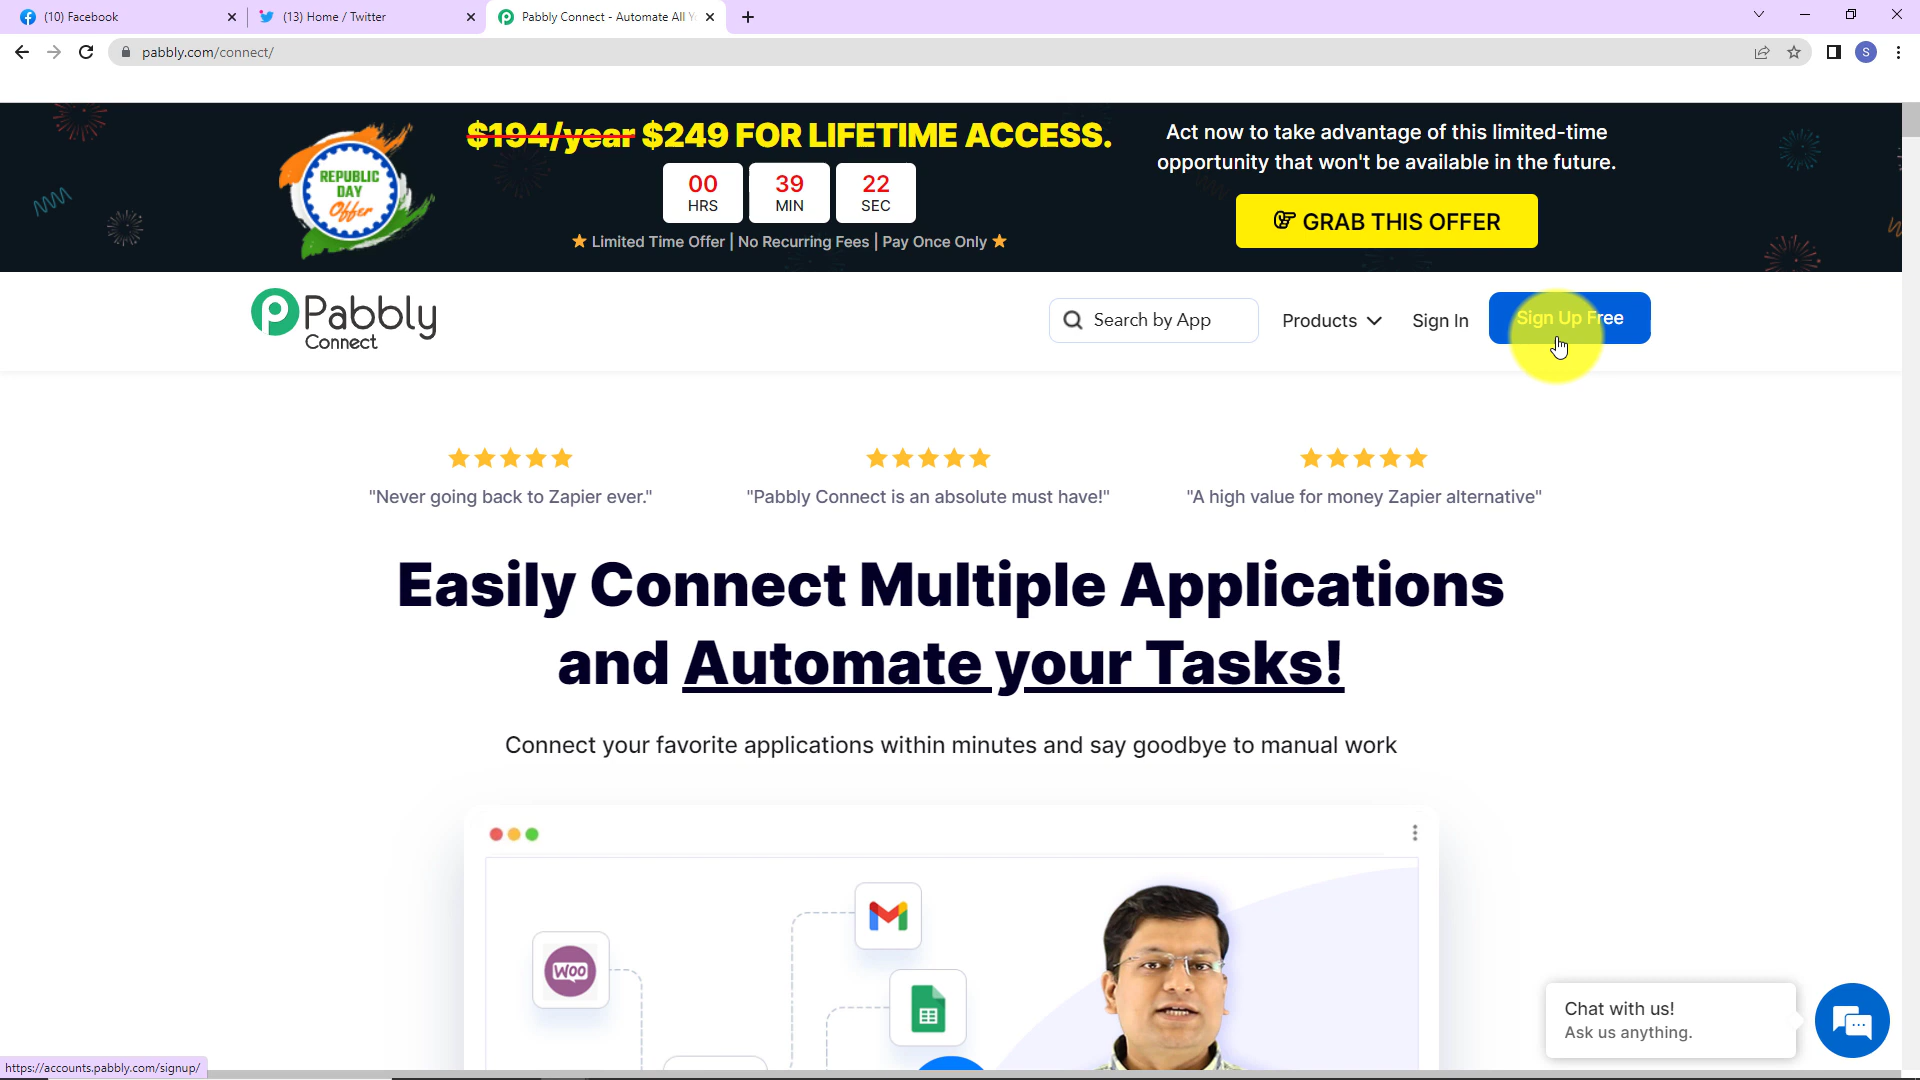 (10) Facebook
(13) Home / Twitter
Pabbly Connect - Automate All Y
pabbly.com/connect/
S
REPUBLIC
DAY
Offer
$194/year $249 FOR LIFETIME ACCESS.
00
HRS
39
MIN
22
SEC
Limited Time Offer | No Recurring Fees | Pay Once Only
Act now to take advantage of this limited-time
opportunity that won't be available in the future.
GRAB THIS OFFER
Pabbly
Connect
Search by App
Products
Sign In
Sign Up Free
"Never going back to Zapier ever."
"Pabbly Connect is an absolute must have!"
"A high value for money Zapier alternative"
Easily Connect Multiple Applications
and Automate your Tasks!
Connect your favorite applications within minutes and say goodbye to manual work
WOO
Chat with us!
Ask us anything.
https://accounts.pabbly.com/signup/